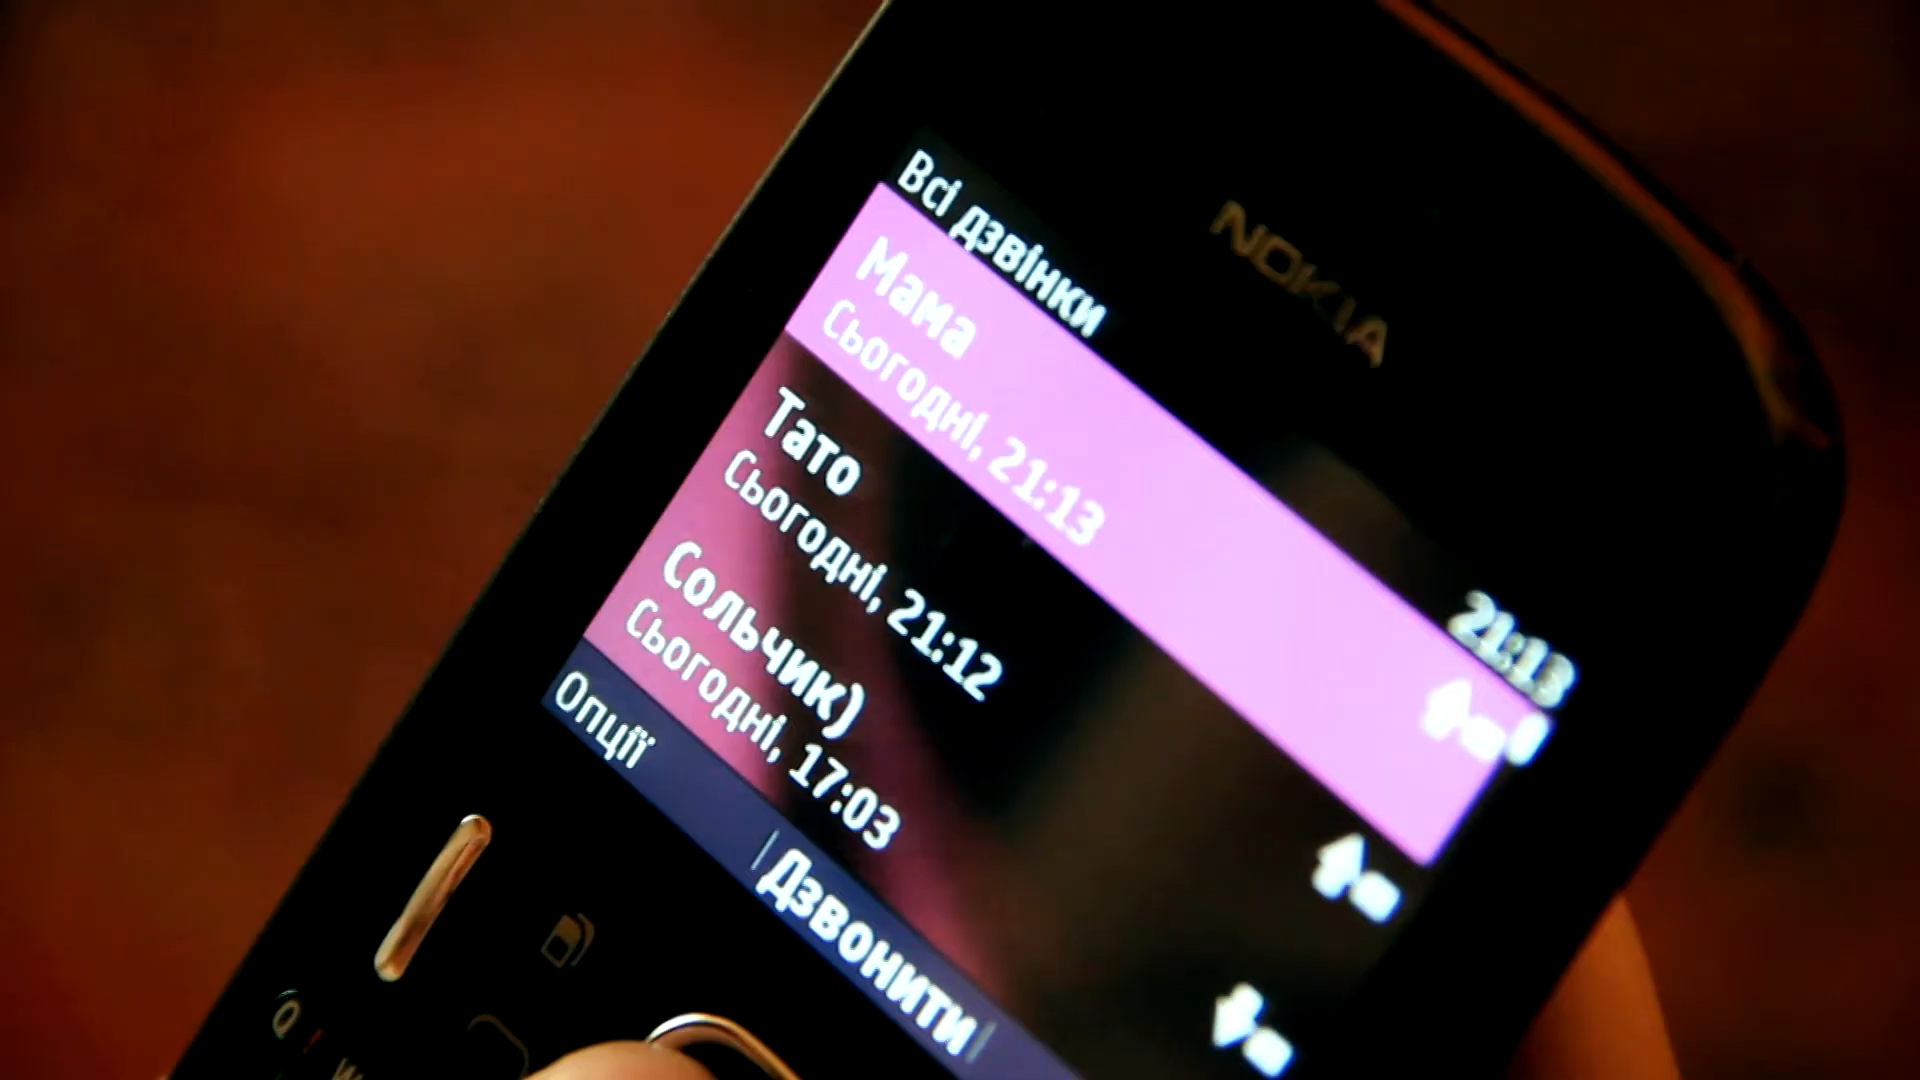 NOKIA
Всі дзвінки
21:13
Мама
Сьогодні, 21:13
Тато
Сьогодні, 21:12
Сольчик)
Сьогодні, 17:03
Опції
Дзвонити
Q
W